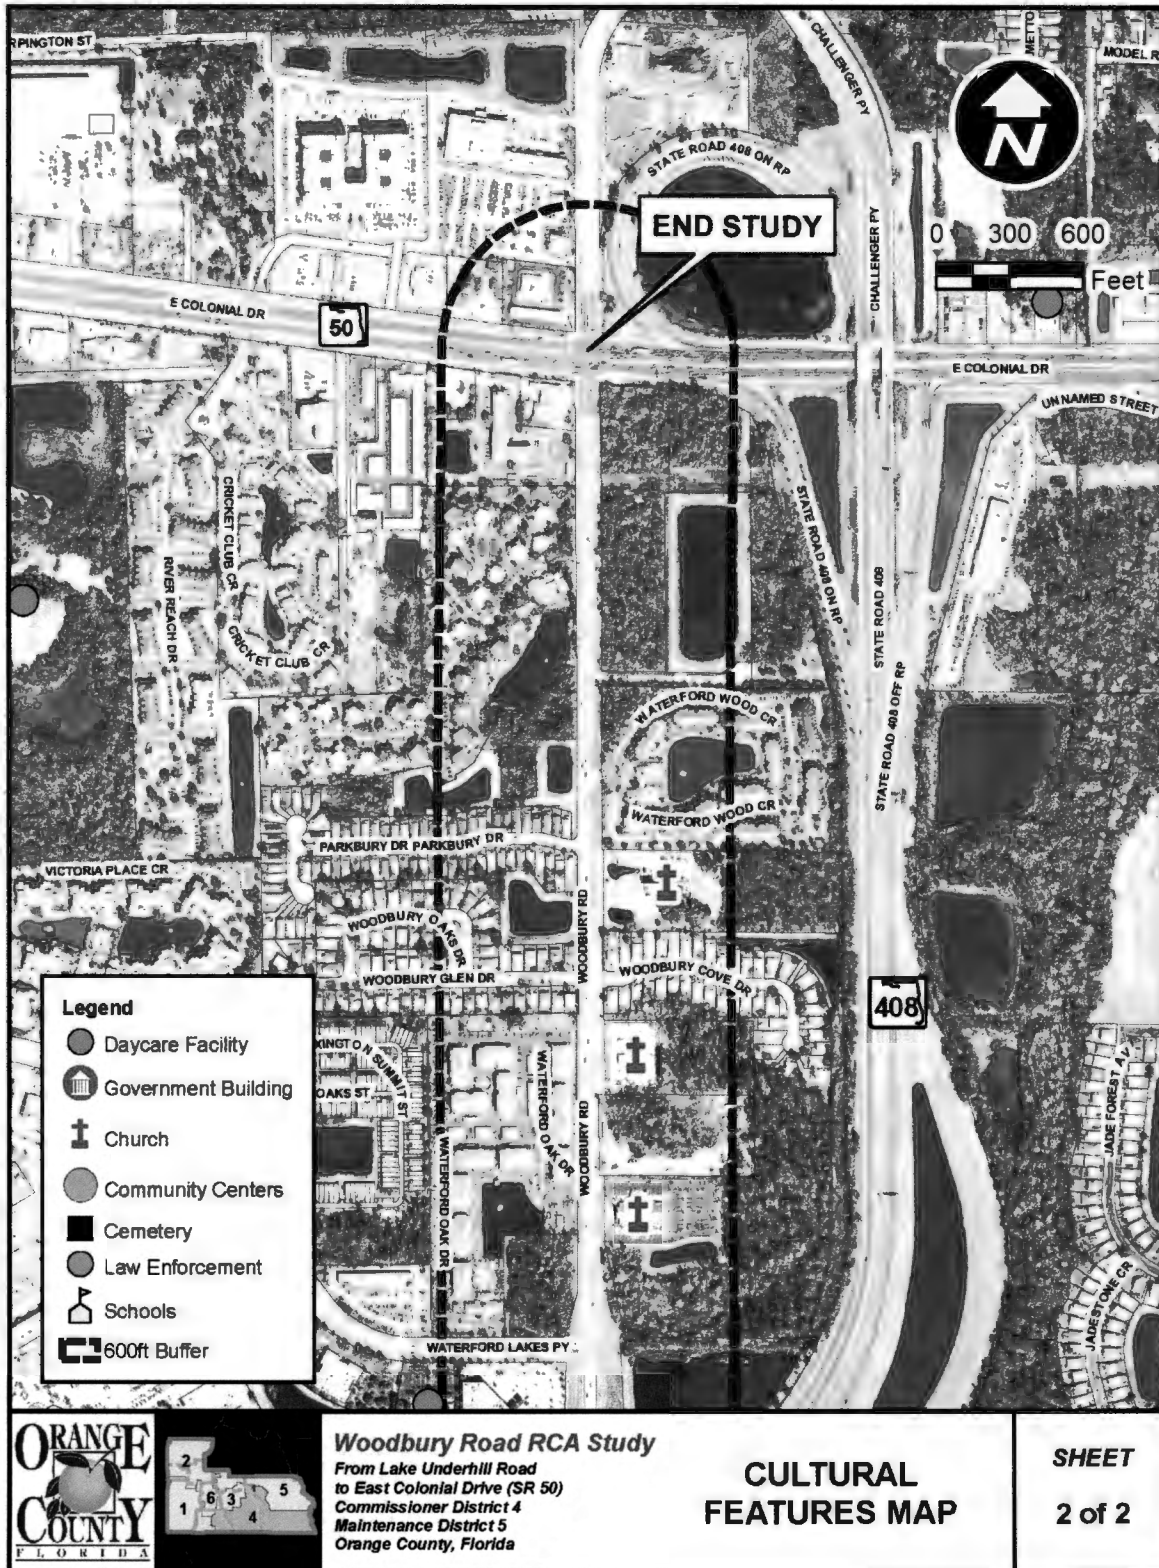 RPINGTON ST
CHALLENGER PY
METTO
MODEL R
N
STATE ROAD 408 ON RP
END STUDY
CHALLENGER PY
0 300 600
Feet
E COLONIAL DR
50
E COLONIAL DR
UNNAMED STREET
CRICKET CLUB CR
RIVER REACH DR
CRICKET CLUB CR
STATE ROAD 408 ON RP
STATE ROAD 408
STATE ROAD 408 OFF RP
WATERFORD WOOD CR
WATERFORD WOOD CR
PARKBURY DR PARKBURY DR
VICTORIA PLACE CR
WOODBURY RD
WOODBURY OAKS DR
WOODBURY GLEN DR
WOODBURY COVE DR
408
Legend
Daycare Facility
Government Building
Church
Community Centers
Cemetery
Law Enforcement
Schools
600ft Buffer
KINGTON SUMMIT ST
OAKS ST
WATERFORD OAK DR
WATERFORD OAK DR
WOODBURY RD
JADE FOREST AV
JADESTONE CR
WATERFORD LAKES PY
ORANGE
COUNTY
FLORIDA
2
1
6
3
4
5
Woodbury Road RCA Study
From Lake Underhill Road
to East Colonial Drive (SR 50)
Commissioner District 4
Maintenance District 5
Orange County, Florida
CULTURAL
FEATURES MAP
SHEET
2 of 2